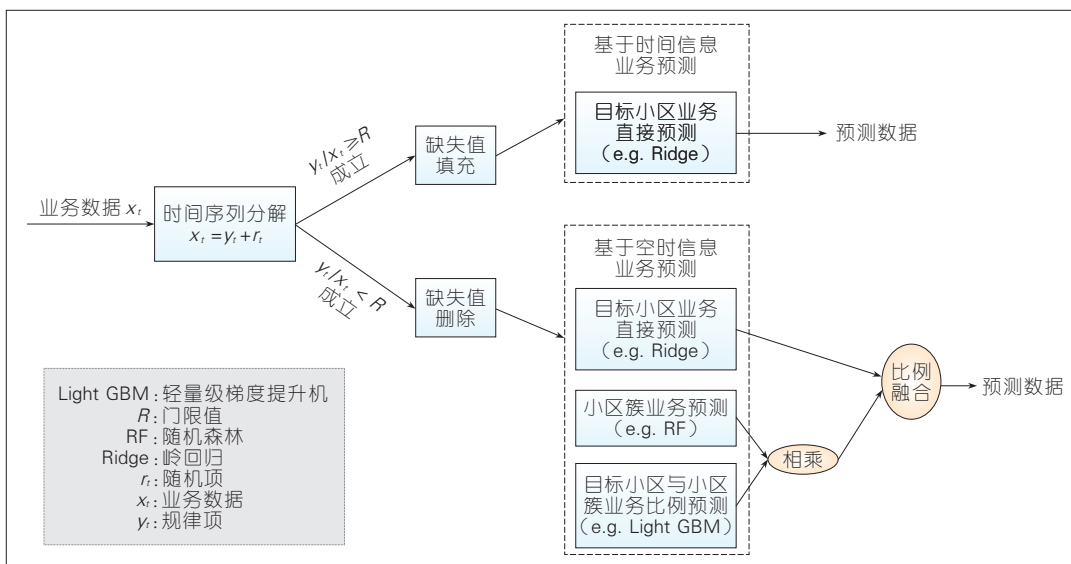 业务数据 xₜ
时间序列分解
xₜ=yₜ+rₜ
yₜ/xₜ≥R
成立
缺失值
填充
基于时间信息
业务预测
目标小区业务
直接预测
（e.g. Ridge）
预测数据
yₜ/xₜ< R
成立
缺失值
删除
基于空时信息
业务预测
目标小区业务
直接预测
（e.g. Ridge）
小区簇业务预测
（e.g. RF）
目标小区与小区
簇业务比例预测
（e.g. Light GBM）
相乘
比例
融合
预测数据
Light GBM：轻量级梯度提升机
R：门限值
RF：随机森林
Ridge：岭回归
rₜ：随机项
xₜ：业务数据
yₜ：规律项